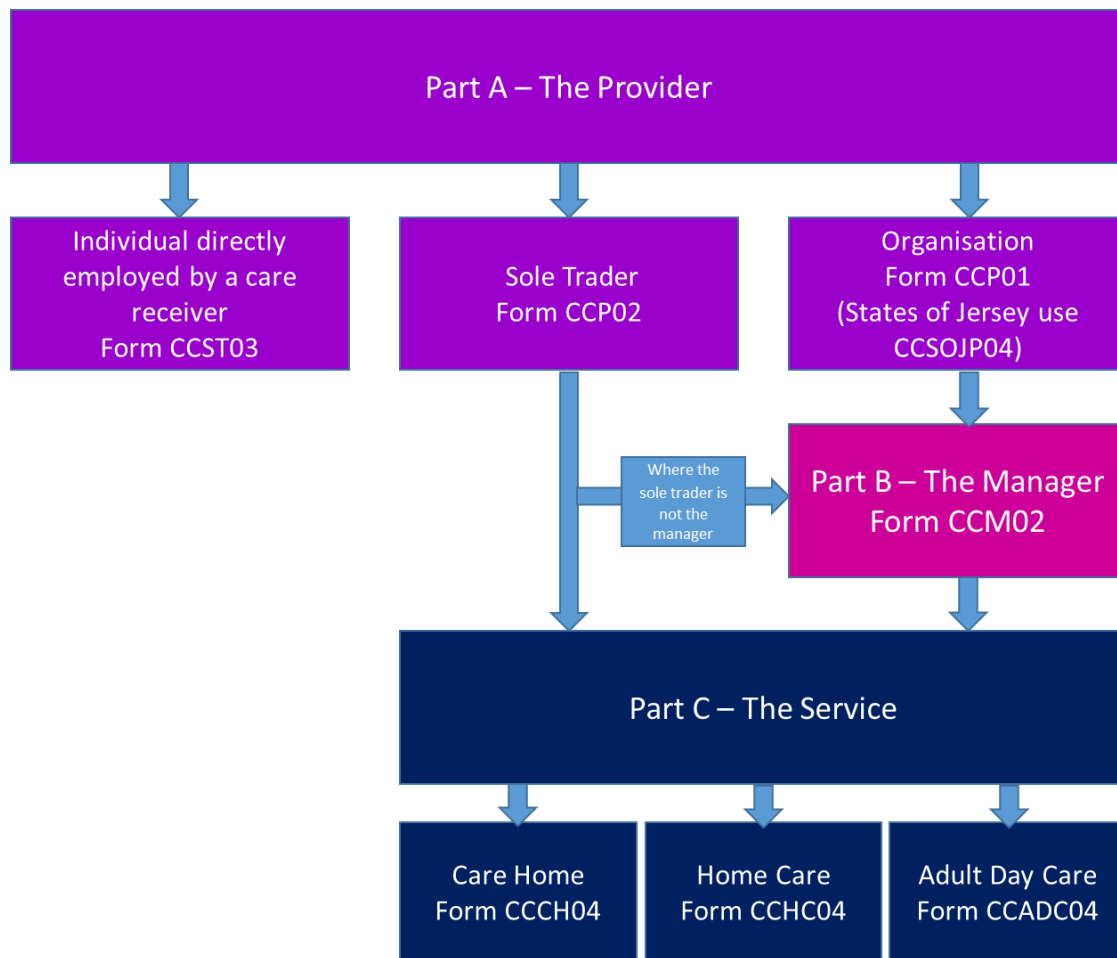 Part A – The Provider
Individual directly
employed by a care
receiver
Form CCST03
Sole Trader
Form CCP02
Organisation
Form CCP01
(States of Jersey use
CCSOJP04)
Where the
sole trader is
not the
manager
Part B – The Manager
Form CCM02
Part C – The Service
Care Home
Form CCCH04
Home Care
Form CCHC04
Adult Day Care
Form CCADC04